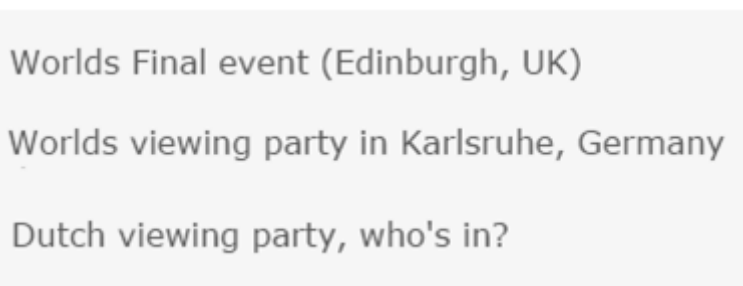 Worlds Final event (Edinburgh, UK)
Worlds viewing party in Karlsruhe, Germany
Dutch viewing party, who's in?